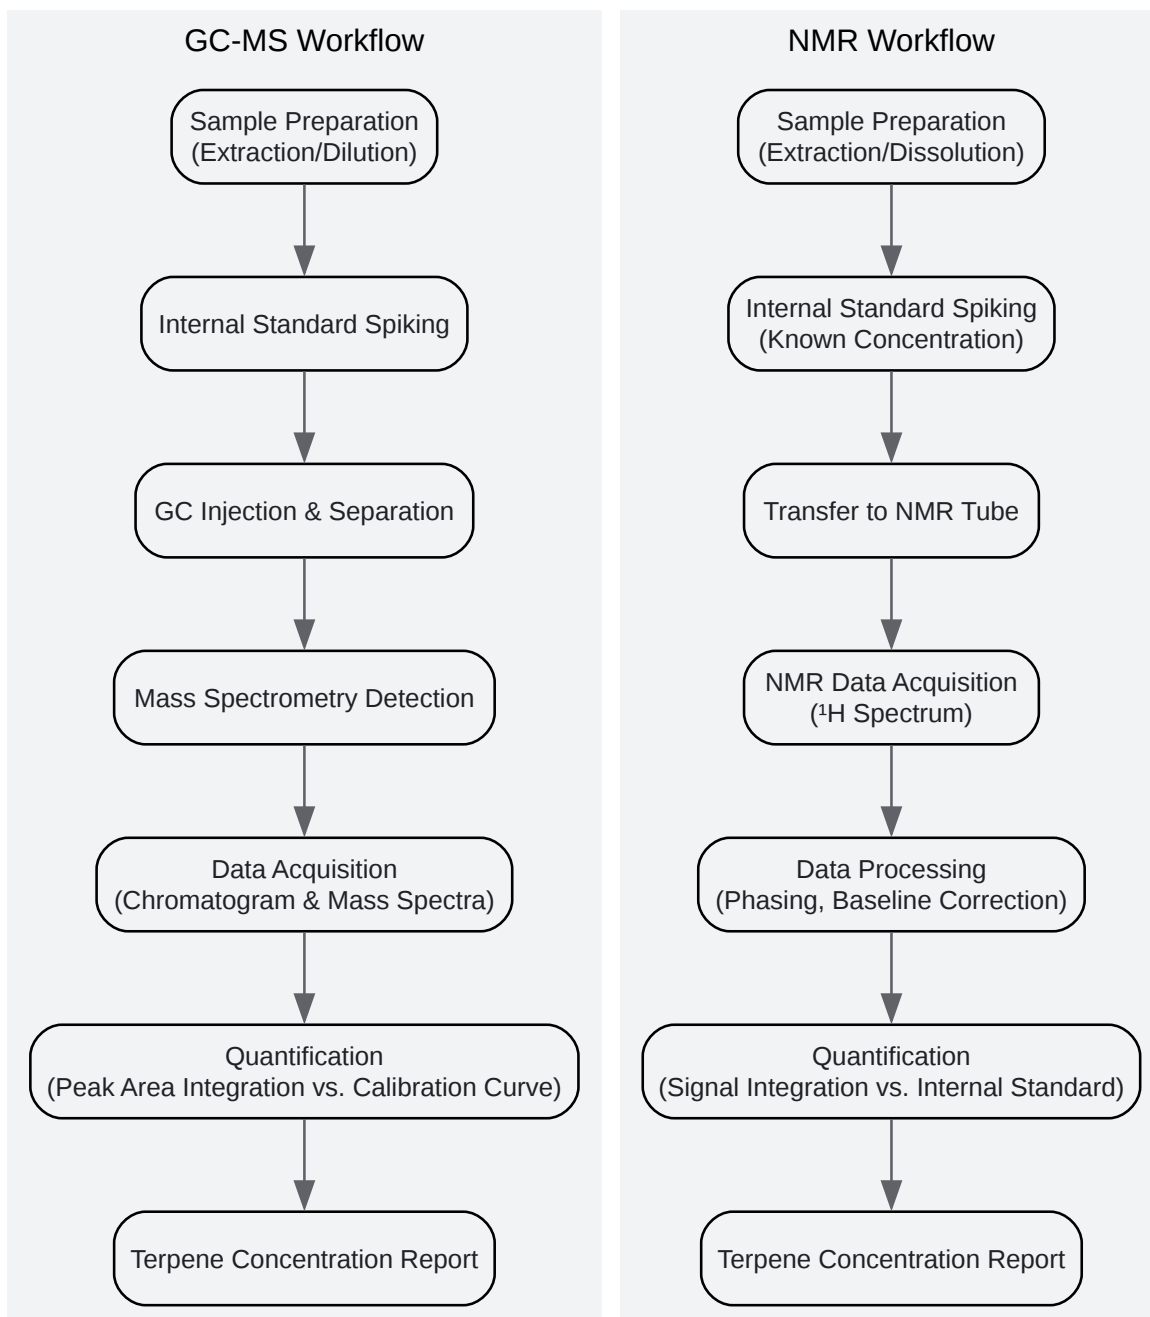 GC-MS Workflow
Sample Preparation
(Extraction/Dilution)
Internal Standard Spiking
GC Injection & Separation
Mass Spectrometry Detection
Data Acquisition
(Chromatogram & Mass Spectra)
Quantification
(Peak Area Integration vs. Calibration Curve)
Terpene Concentration Report
NMR Workflow
Sample Preparation
(Extraction/Dissolution)
Internal Standard Spiking
(Known Concentration)
Transfer to NMR Tube
NMR Data Acquisition
(¹H Spectrum)
Data Processing
(Phasing, Baseline Correction)
Quantification
(Signal Integration vs. Internal Standard)
Terpene Concentration Report